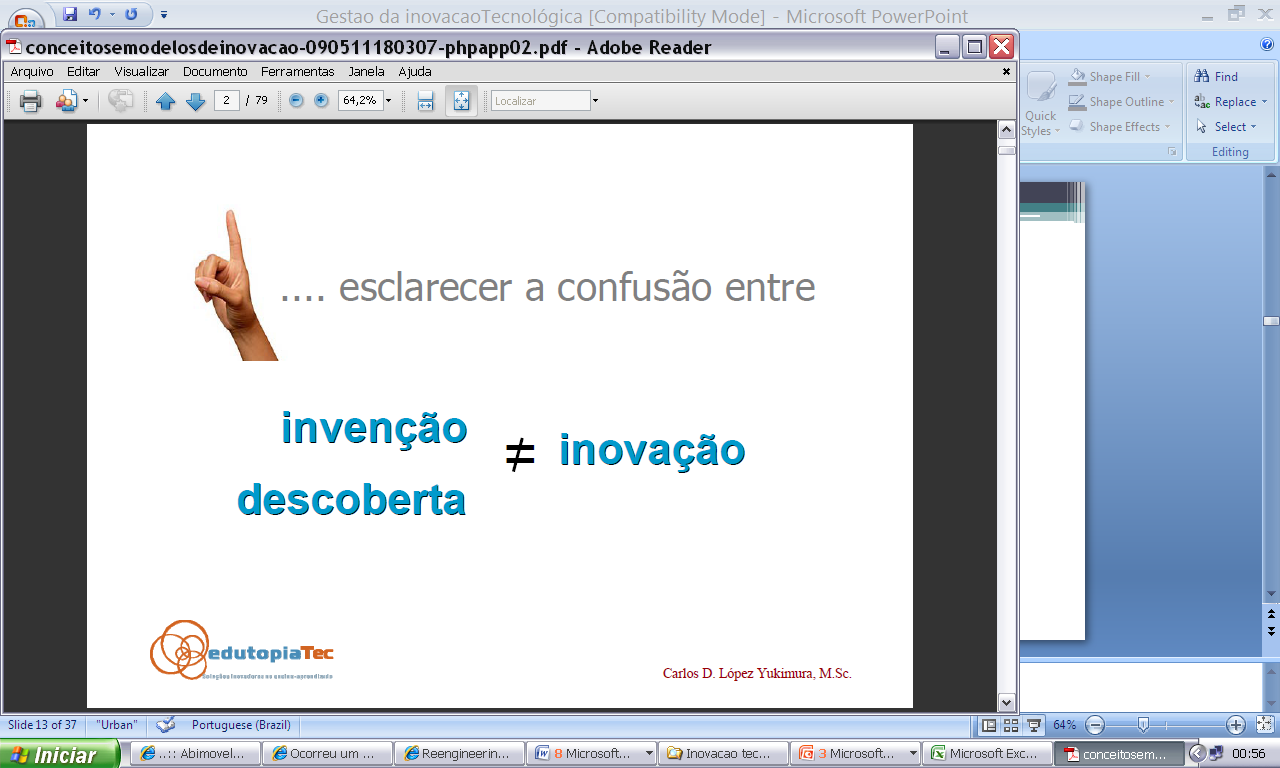 Gestao da inovasaoTecnológica [Compatibility Mode] - Microsoft PowerPoint
conceitosemodelosdeinovacao-090511180307-phpapp02.pdf - Adobe Reader
Arquivo Editar Visualizar Documento Ferramentas Janela Ajuda
2 / 79 64,2% Localizar
Quick Styles
Shape Fill
Shape Outline
Shape Effects
Find
Replace
Select
Editing
.... esclarecer a confusão entre
invenção
≠ inovação
descoberta
edutopiaTec
Carlos D. López Yukimura, M.Sc.
Slide 13 of 37 "Urban" Portuguese (Brazil) 64%
Iniciar ..:: Abimovel... Ocorreu um ... Reengineerin... 8 Microsoft... Inovacao tec... 3 Microsoft... Microsoft Exc... conceitosem... 00:56